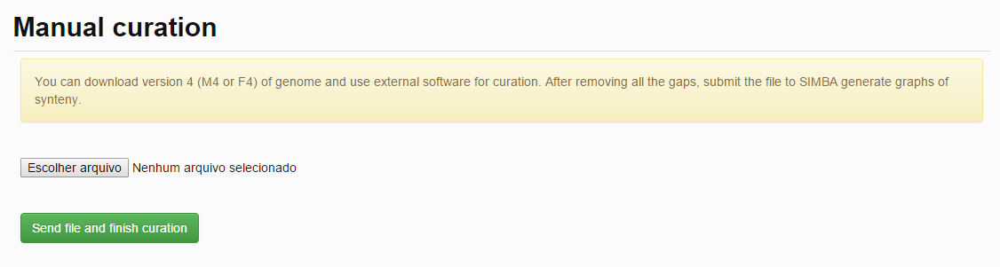 Manual curation
You can download version 4 (M4 or F4) of genome and use external software for curation. After removing all the gaps, submit the file to SIMBA generate graphs of
synteny.
Escolher arquivo Nenhum arquivo selecionado
Send file and finish curation